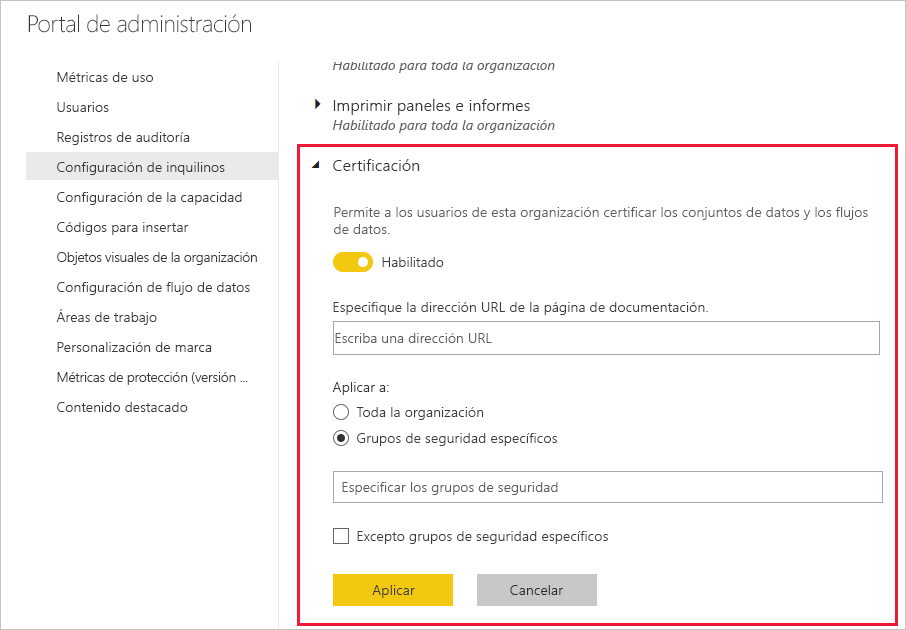 Portal de administración
Métricas de uso
Usuarios
Registros de auditoría
Configuración de inquilinos
Configuración de la capacidad
Códigos para insertar
Objetos visuales de la organización
Configuración de flujo de datos
Áreas de trabajo
Personalización de marca
Métricas de protección (versión ...
Contenido destacado
Habilitado para toda la organización
Imprimir paneles e informes
Habilitado para toda la organización
Certificación
Permite a los usuarios de esta organización certificar los conjuntos de datos y los flujos
de datos.
Habilitado
Especifique la dirección URL de la página de documentación.
Escriba una dirección URL
Aplicar a:
Toda la organización
Grupos de seguridad específicos
Especificar los grupos de seguridad
Excepto grupos de seguridad específicos
Aplicar
Cancelar